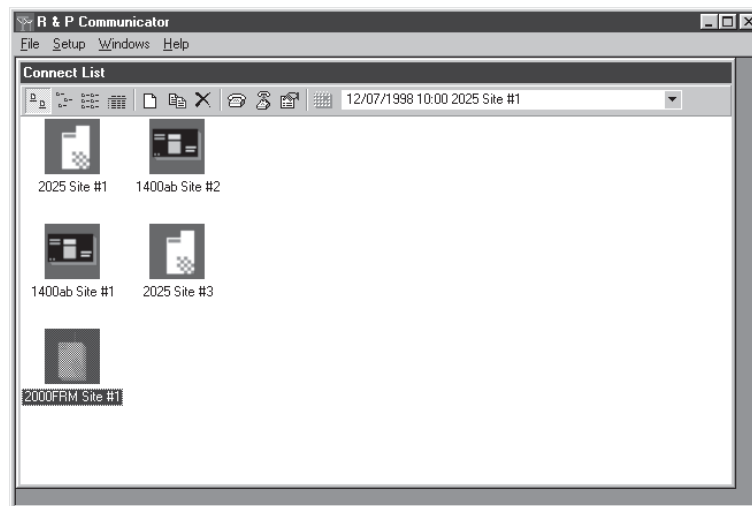 R & P Communicator
File Setup Windows Help
Connect List
12/07/1998 10:00 2025 Site #1
2025 Site #1 1400ab Site #2
1400ab Site #1 2025 Site #3
2000FRM Site #1